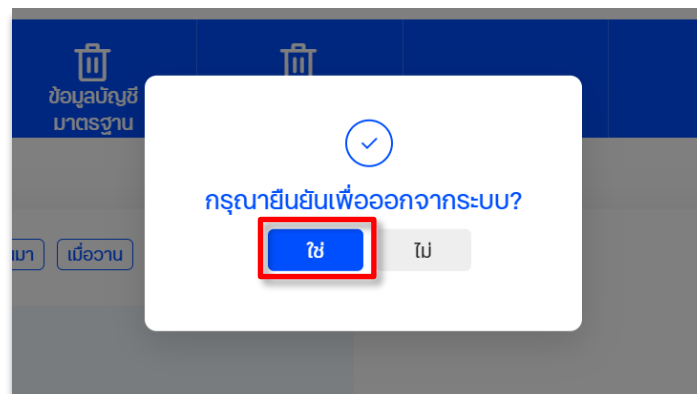 ข้อมูลบัญชี
มาตรฐาน
กรุณายืนยันเพื่อออกจากระบบ?
ใช่
ไม่
เมื่อวาน